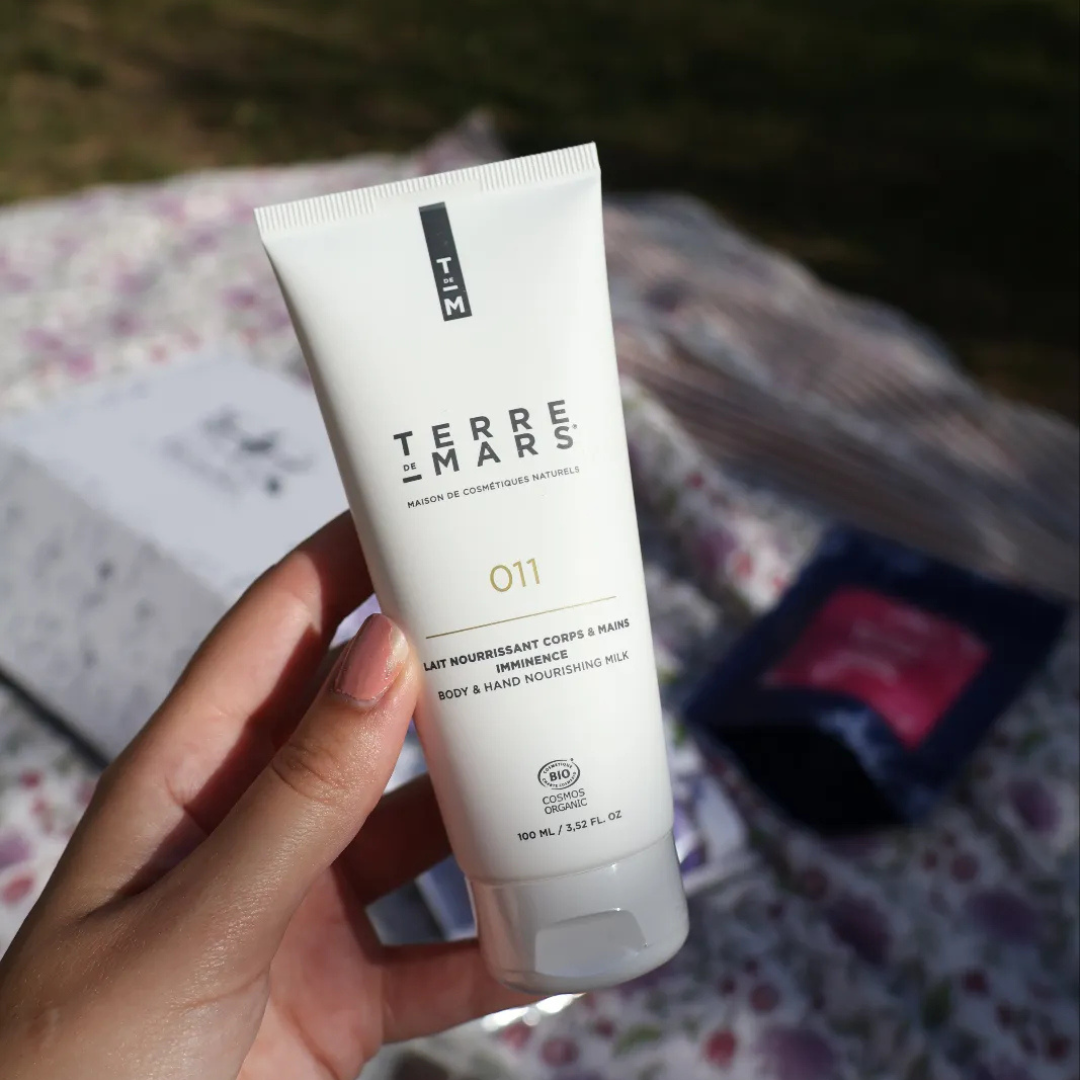 T
DE
M
TERRE
DE MARS®
MAISON DE COSMÉTIQUES NATURELS
011
LAIT NOURRISSANT CORPS & MAINS
IMMINENCE
BODY & HAND NOURISHING MILK
COSMÉTIQUE
BIO
COSMOS
ORGANIC
100 ML / 3,52 FL. OZ